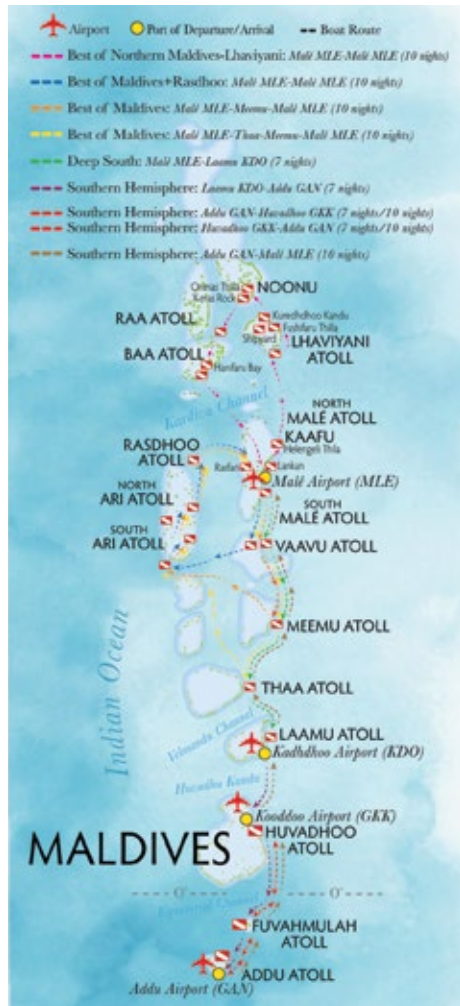 Airport Port of Departure/Arrival Boat Route
Best of Northern Maldives-Lhaviyani: Malé MLE-Malé MLE (10 nights)
Best of Maldives+Rasdhoo: Malé MLE-Malé MLE (10 nights)
Best of Maldives: Malé MLE-Meemu-Malé MLE (10 nights)
Best of Maldives: Malé MLE-Thaa-Meemu-Malé MLE (10 nights)
Deep South: Malé MLE-Laamu KDO (7 nights)
Southern Hemisphere: Laamu KDO-Addu GAN (7 nights)
Southern Hemisphere: Addu GAN-Huvadhoo GKK (7 nights/10 nights)
Southern Hemisphere: Huvadhoo GKK-Addu GAN (7 nights/10 nights)
Southern Hemisphere: Addu GAN-Malé MLE (10 nights)
NOONU
Orimas Thilla
Kuredhdhoo Kandu
RAA ATOLL
Fushifaru Thilla
Shipyard
LHAVIYANI
ATOLL
BAA ATOLL
Hanifaru Bay
NORTH
MALÉ ATOLL
Kardiva Channel
KAAFU
Helengeli Thila
RASDHOO
ATOLL
Lankan
Malé Airport (MLE)
NORTH
ARI ATOLL
SOUTH
MALÉ ATOLL
SOUTH
ARI ATOLL
VAAVU ATOLL
MEEMU ATOLL
Indian Ocean
THAA ATOLL
LAAMU ATOLL
Kadhdhoo Airport (KDO)
Huvadhu Kandu
Kooddoo Airport (GKK)
HUVADHOO
ATOLL
MALDIVES
0° 0°
Equatorial Channel
FUVAHMULAH
ATOLL
ADDU ATOLL
Addu Airport (GAN)